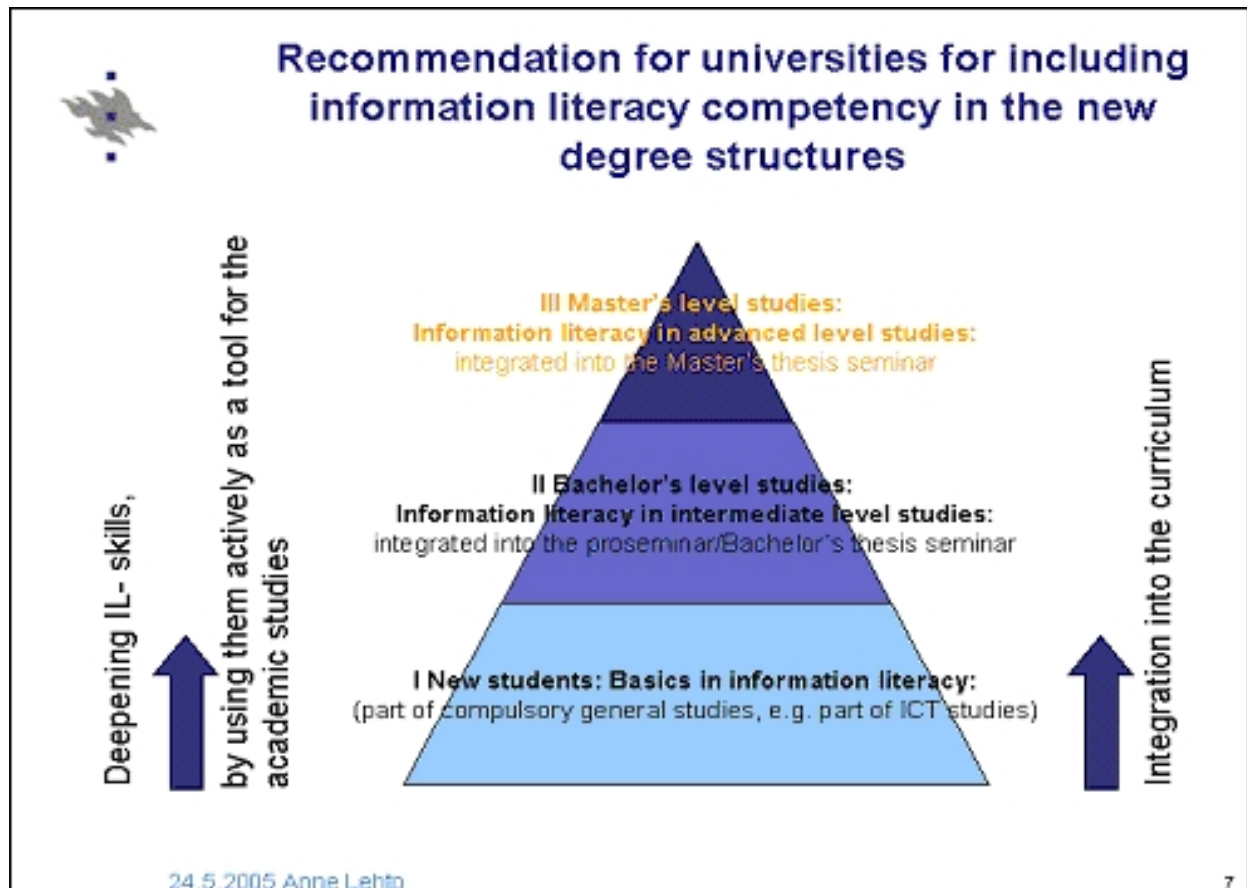 Recommendation for universities for including
information literacy competency in the new
degree structures
Deepening IL- skills,
by using them actively as a tool for the
academic studies
III Master's level studies:
Information literacy in advanced level studies:
integrated into the Master's thesis seminar
II Bachelor's level studies:
Information literacy in intermediate level studies:
integrated into the proseminar/Bachelor's thesis seminar
I New students: Basics in information literacy:
(part of compulsory general studies, e.g. part of ICT studies)
Integration into the curriculum
24.5.2005 Anne Lehto
7